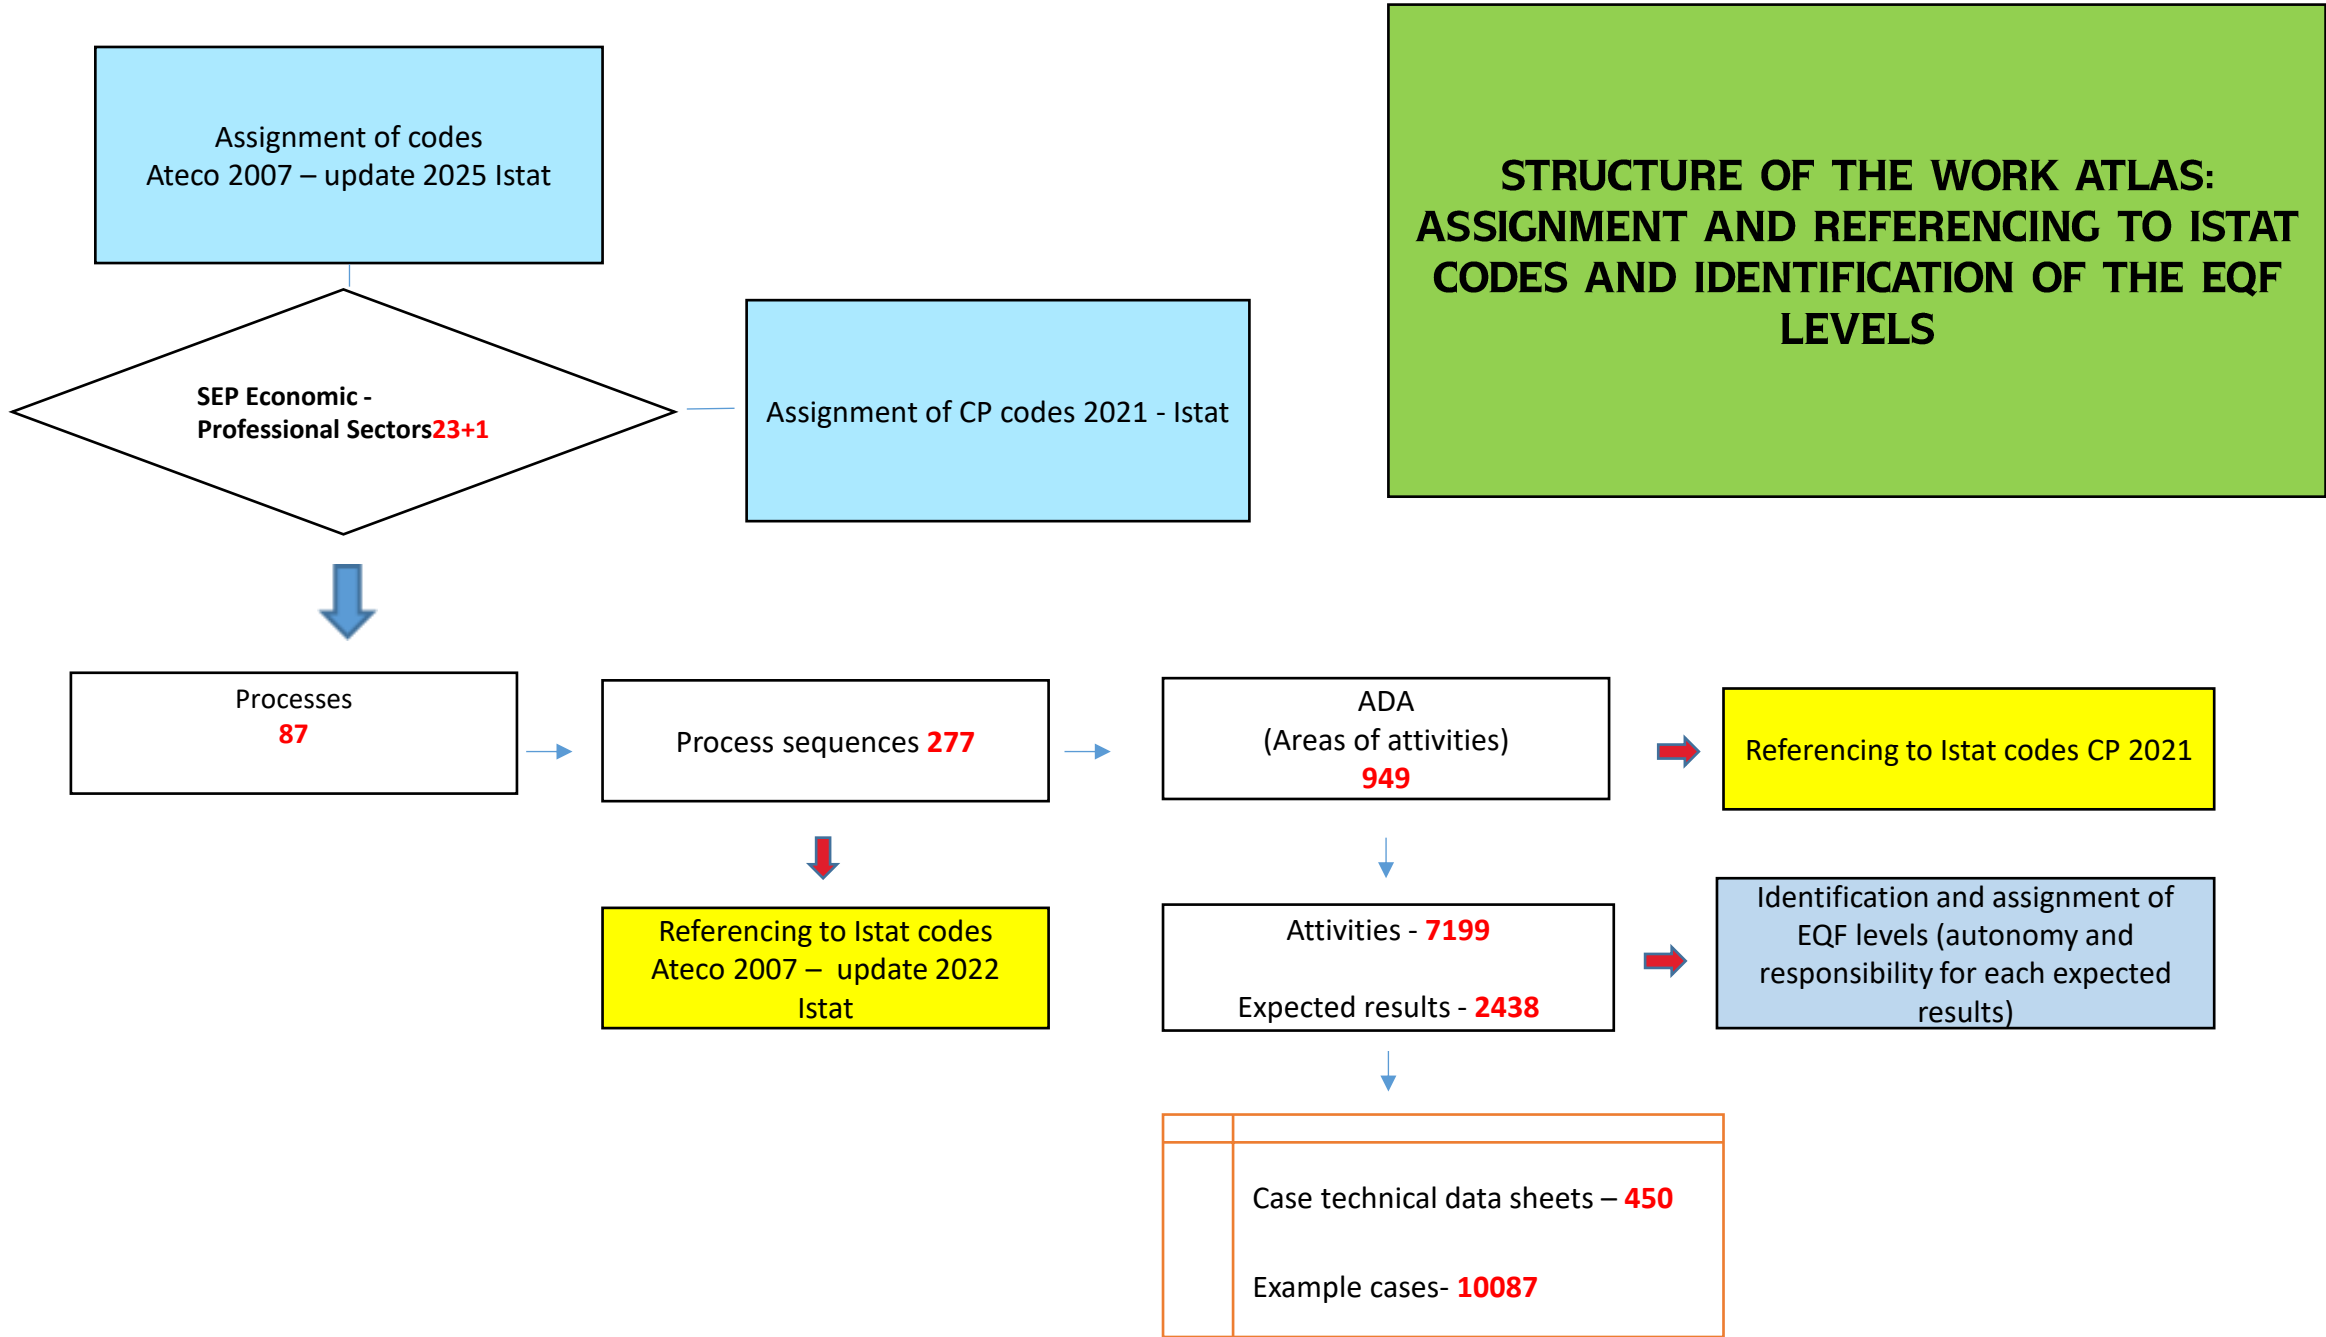 Assignment of codes
Ateco 2007 – update 2025 Istat
STRUCTURE OF THE WORK ATLAS:
ASSIGNMENT AND REFERENCING TO ISTAT
CODES AND IDENTIFICATION OF THE EQF
LEVELS
SEP Economic -
Professional Sectors23+1
Assignment of CP codes 2021 - Istat
Processes
87
Process sequences 277
ADA
(Areas of activities)
949
Referencing to Istat codes CP 2021
Referencing to Istat codes
Ateco 2007 – update 2022
Istat
Attivities - 7199
Expected results - 2438
Identification and assignment of
EQF levels (autonomy and
responsibility for each expected
results)
Case technical data sheets – 450
Example cases- 10087